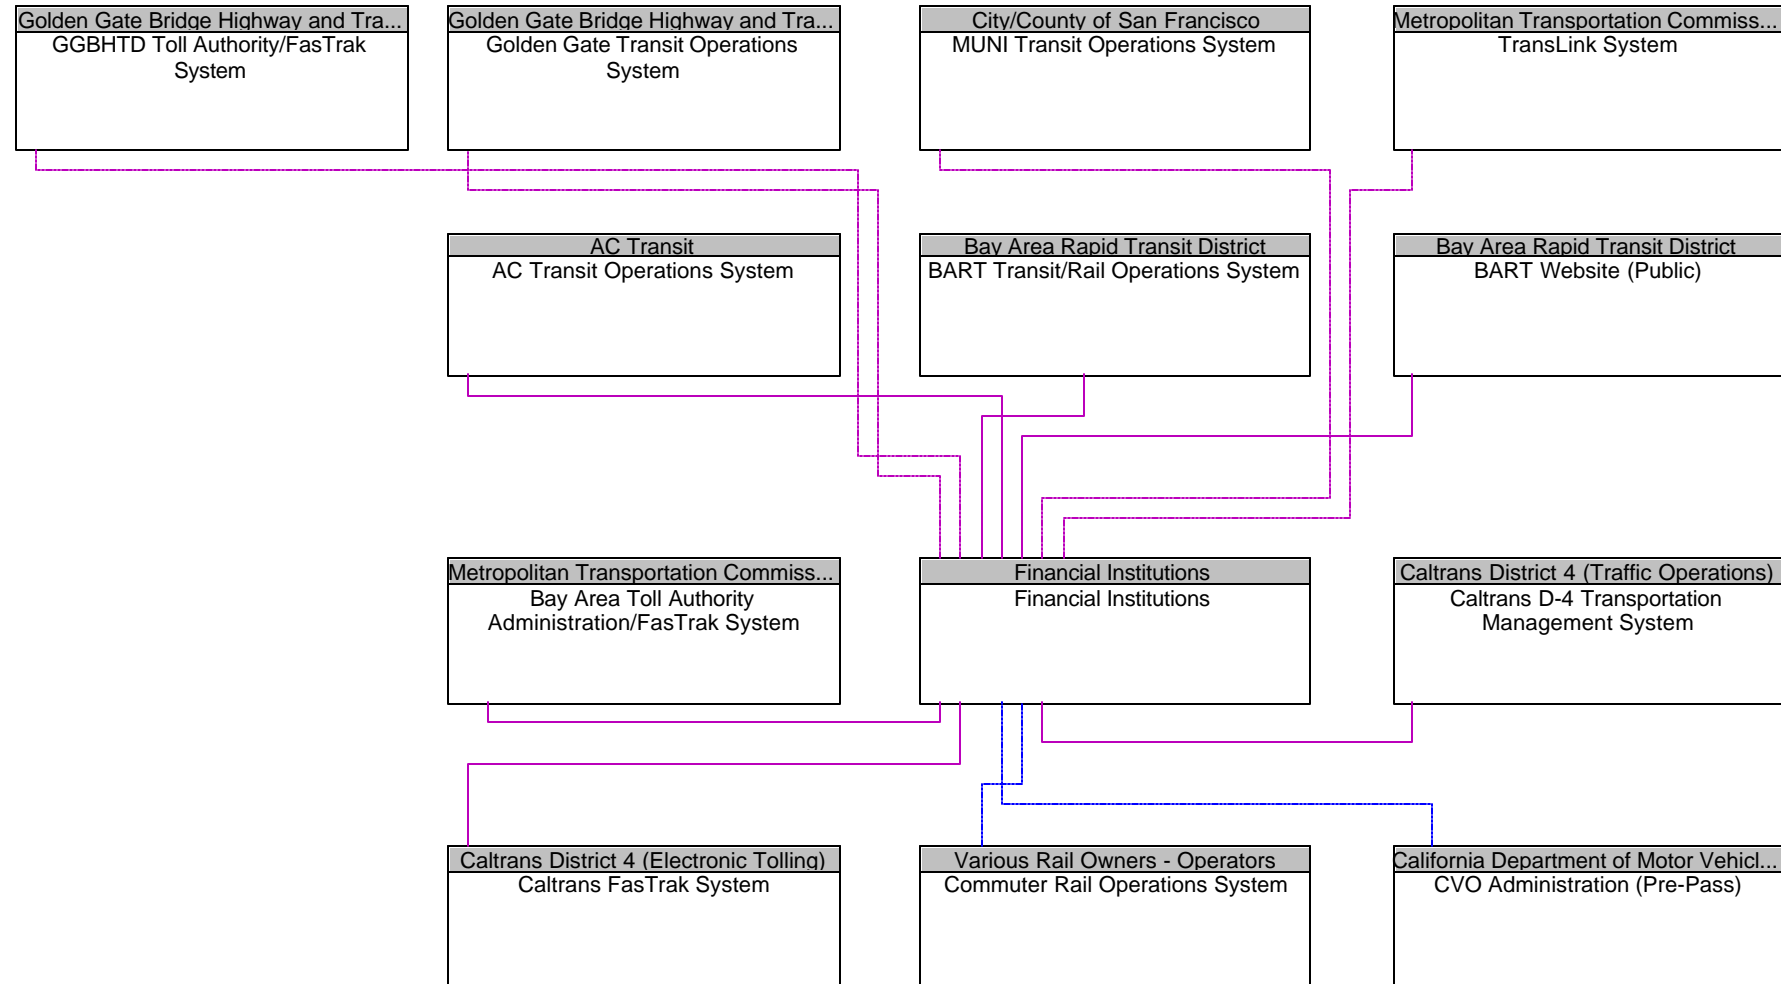 Golden Gate Bridge Highway and Tra...
GGBHTD Toll Authority/FasTrak
System
Golden Gate Bridge Highway and Tra...
Golden Gate Transit Operations
System
City/County of San Francisco
MUNI Transit Operations System
Metropolitan Transportation Commiss...
TransLink System
AC Transit
AC Transit Operations System
Bay Area Rapid Transit District
BART Transit/Rail Operations System
Bay Area Rapid Transit District
BART Website (Public)
Metropolitan Transportation Commiss...
Bay Area Toll Authority
Administration/FasTrak System
Financial Institutions
Financial Institutions
Caltrans District 4 (Traffic Operations)
Caltrans D-4 Transportation
Management System
Caltrans District 4 (Electronic Tolling)
Caltrans FasTrak System
Various Rail Owners - Operators
Commuter Rail Operations System
California Department of Motor Vehicl...
CVO Administration (Pre-Pass)